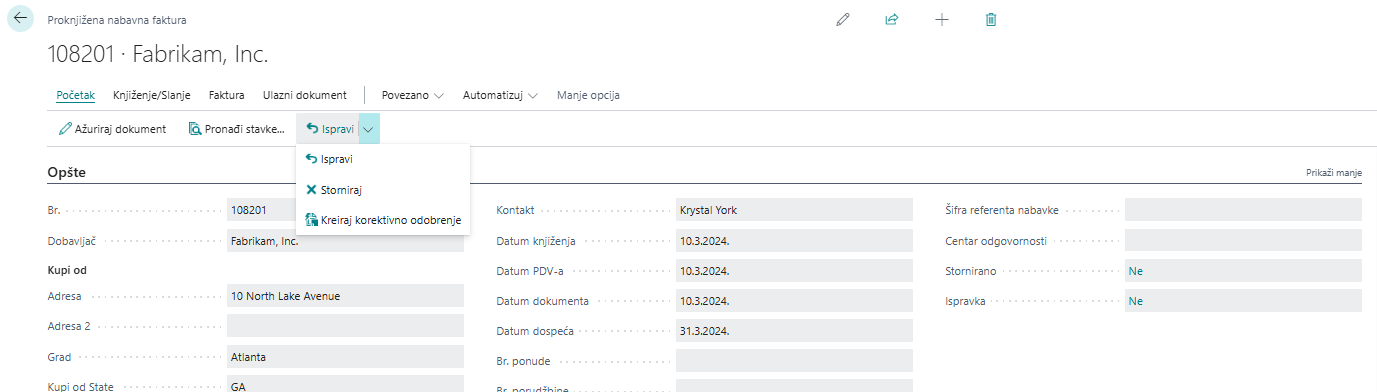 Proknjižena nabavna faktura
108201 · Fabrikam, Inc.
Početak Knjiženje/Slanje Faktura Ulazni dokument Povezano Automatizuj Manje opcija
Ažuriraj dokument Pronađi stavke... Ispravi
Ispravi
Storniraj
Kreiraj korektivno odobrenje
Opšte Prikaži manje
Br. 108201
Dobavljač Fabrikam, Inc.
Kupi od
Adresa 10 North Lake Avenue
Adresa 2
Grad Atlanta
Kupi od State GA
Kontakt Krystal York
Datum knjiženja 10.3.2024.
Datum PDV-a 10.3.2024.
Datum dokumenta 10.3.2024.
Datum dospeća 31.3.2024.
Br. ponude
Br. porudžbine
Šifra referenta nabavke
Centar odgovornosti
Stornirano Ne
Ispravka Ne